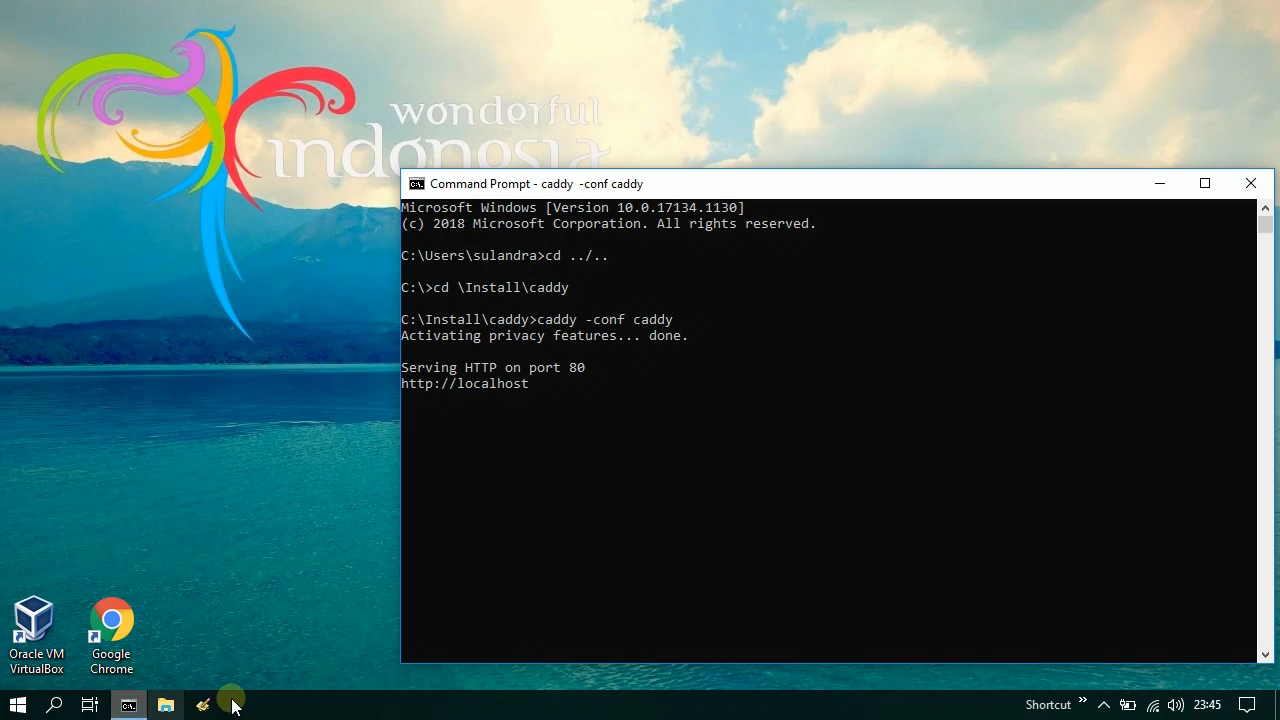 wonderful
indonesia
Command Prompt - caddy -conf caddy
Microsoft Windows [Version 10.0.17134.1130]
(c) 2018 Microsoft Corporation. All rights reserved.
C:\Users\sulandra>cd ../..
C:\>cd \Install\caddy
C:\Install\caddy>caddy -conf caddy
Activating privacy features... done.
Serving HTTP on port 80
http://localhost
Oracle VM
VirtualBox
Google
Chrome
Shortcut
23:45